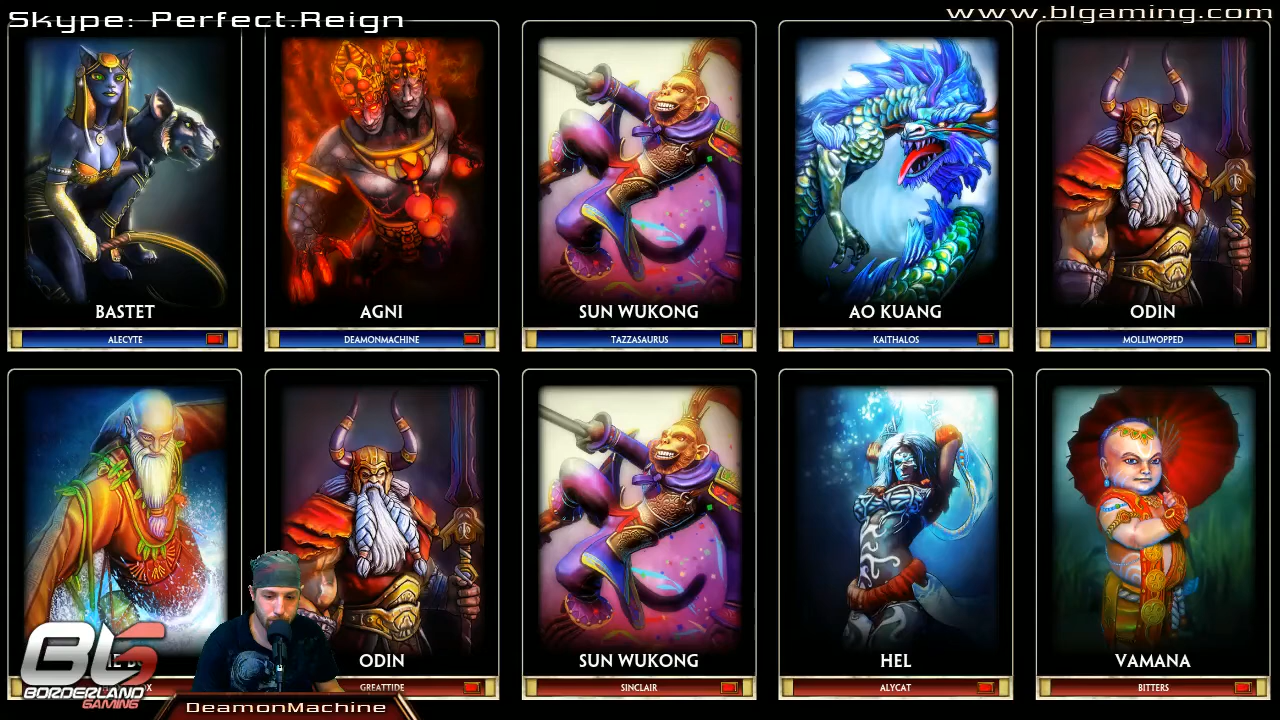 Skype: Perfect.Reign
www.blgaming.com
BASTET
AGNI
SUN WUKONG
AO KUANG
ODIN
ALECYTE
DEAMONMACHINE
TAZZASAURUS
KAITHALOS
MOLLIWOPPED
ODIN
SUN WUKONG
HEL
VAMANA
GREATTIDE
SINCLAIR
ALYCAT
BITTERS
BLG
BORDERLAND
GAMING
DeamonMachine